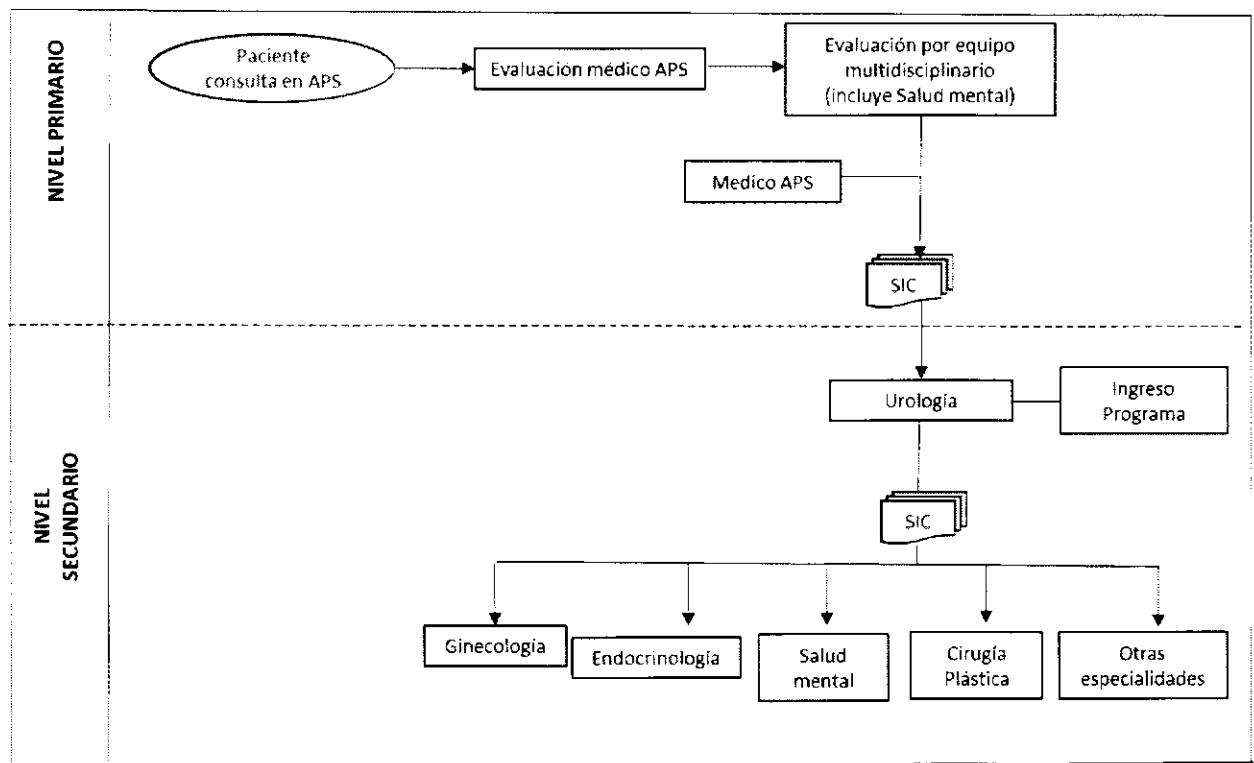 NIVEL PRIMARIO
Paciente
consulta en APS
Evaluación médico APS
Evaluación por equipo
multidisciplinario
(incluye Salud mental)
Medico APS
SIC
NIVEL
SECUNDARIO
Urología
Ingreso
Programa
SIC
Ginecología
Endocrinología
Salud
mental
Cirugía
Plástica
Otras
especialidades